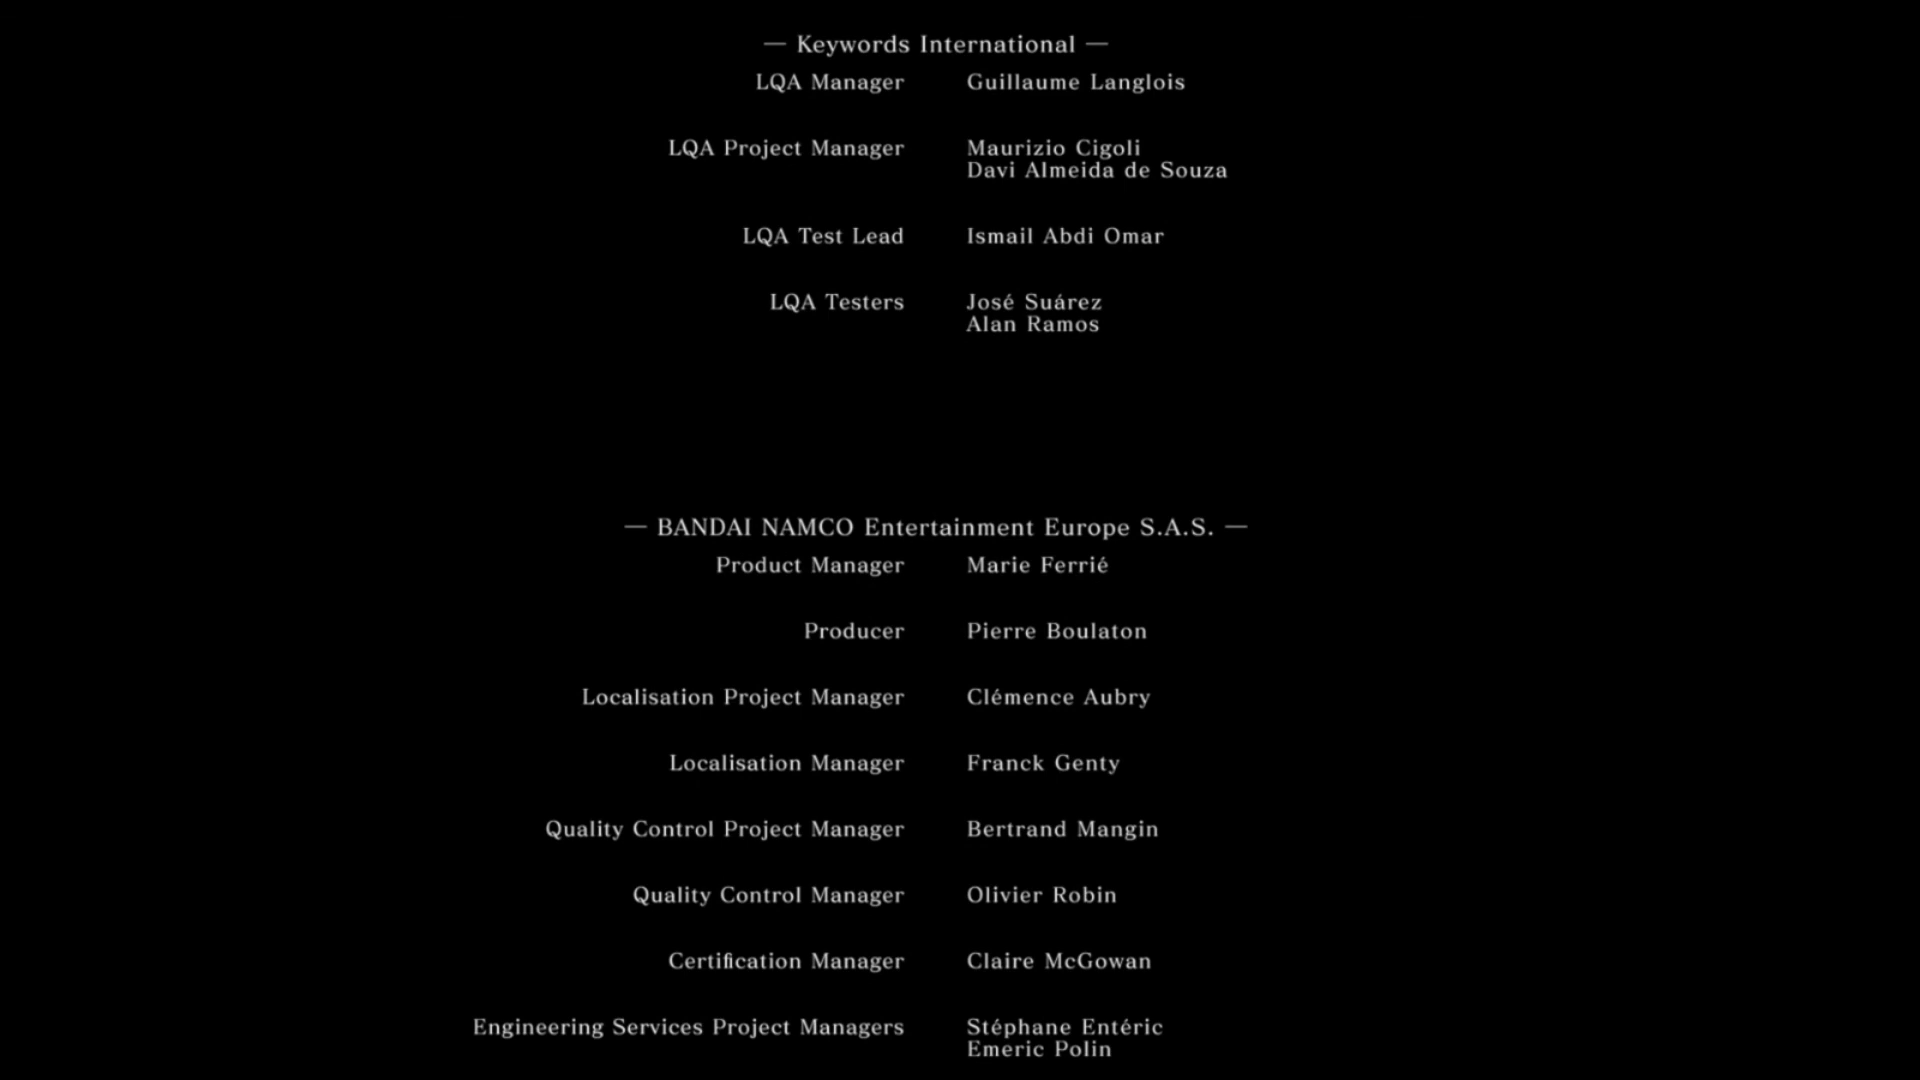 — Keywords International —
LQA Manager Guillaume Langlois
LQA Project Manager Maurizio Cigoli
Davi Almeida de Souza
LQA Test Lead Ismail Abdi Omar
LQA Testers José Suárez
Alan Ramos
— BANDAI NAMCO Entertainment Europe S.A.S. —
Product Manager Marie Ferrié
Producer Pierre Boulaton
Localisation Project Manager Clémence Aubry
Localisation Manager Franck Genty
Quality Control Project Manager Bertrand Mangin
Quality Control Manager Olivier Robin
Certification Manager Claire McGowan
Engineering Services Project Managers Stéphane Entéric
Emeric Polin